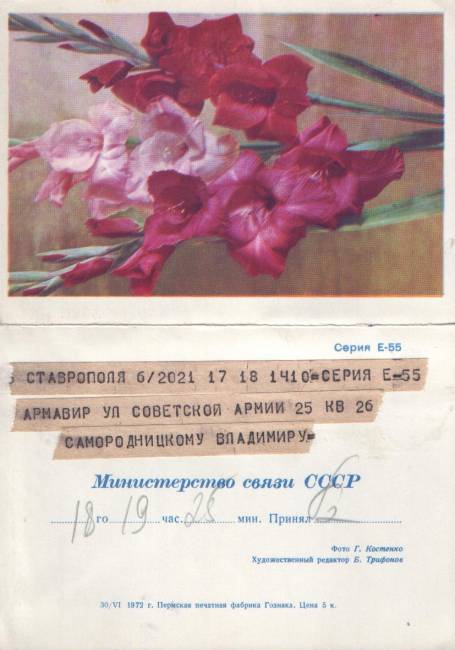 Серия Е-55
СТАВРОПОЛЯ 6/2021 17 18 1410=СЕРИЯ Е-55
АРМАВИР УЛ СОВЕТСКОЙ АРМИИ 25 КВ 26
САМОРОДНИЦКОМУ ВЛАДИМИРУ=
Министерство связи СССР
18 го 19 час. 25 мин. Принял
Фото Г. Костенко
Художественный редактор Б. Трифонов
30/VI 1972 г. Пермская печатная фабрика Гознака. Цена 5 к.